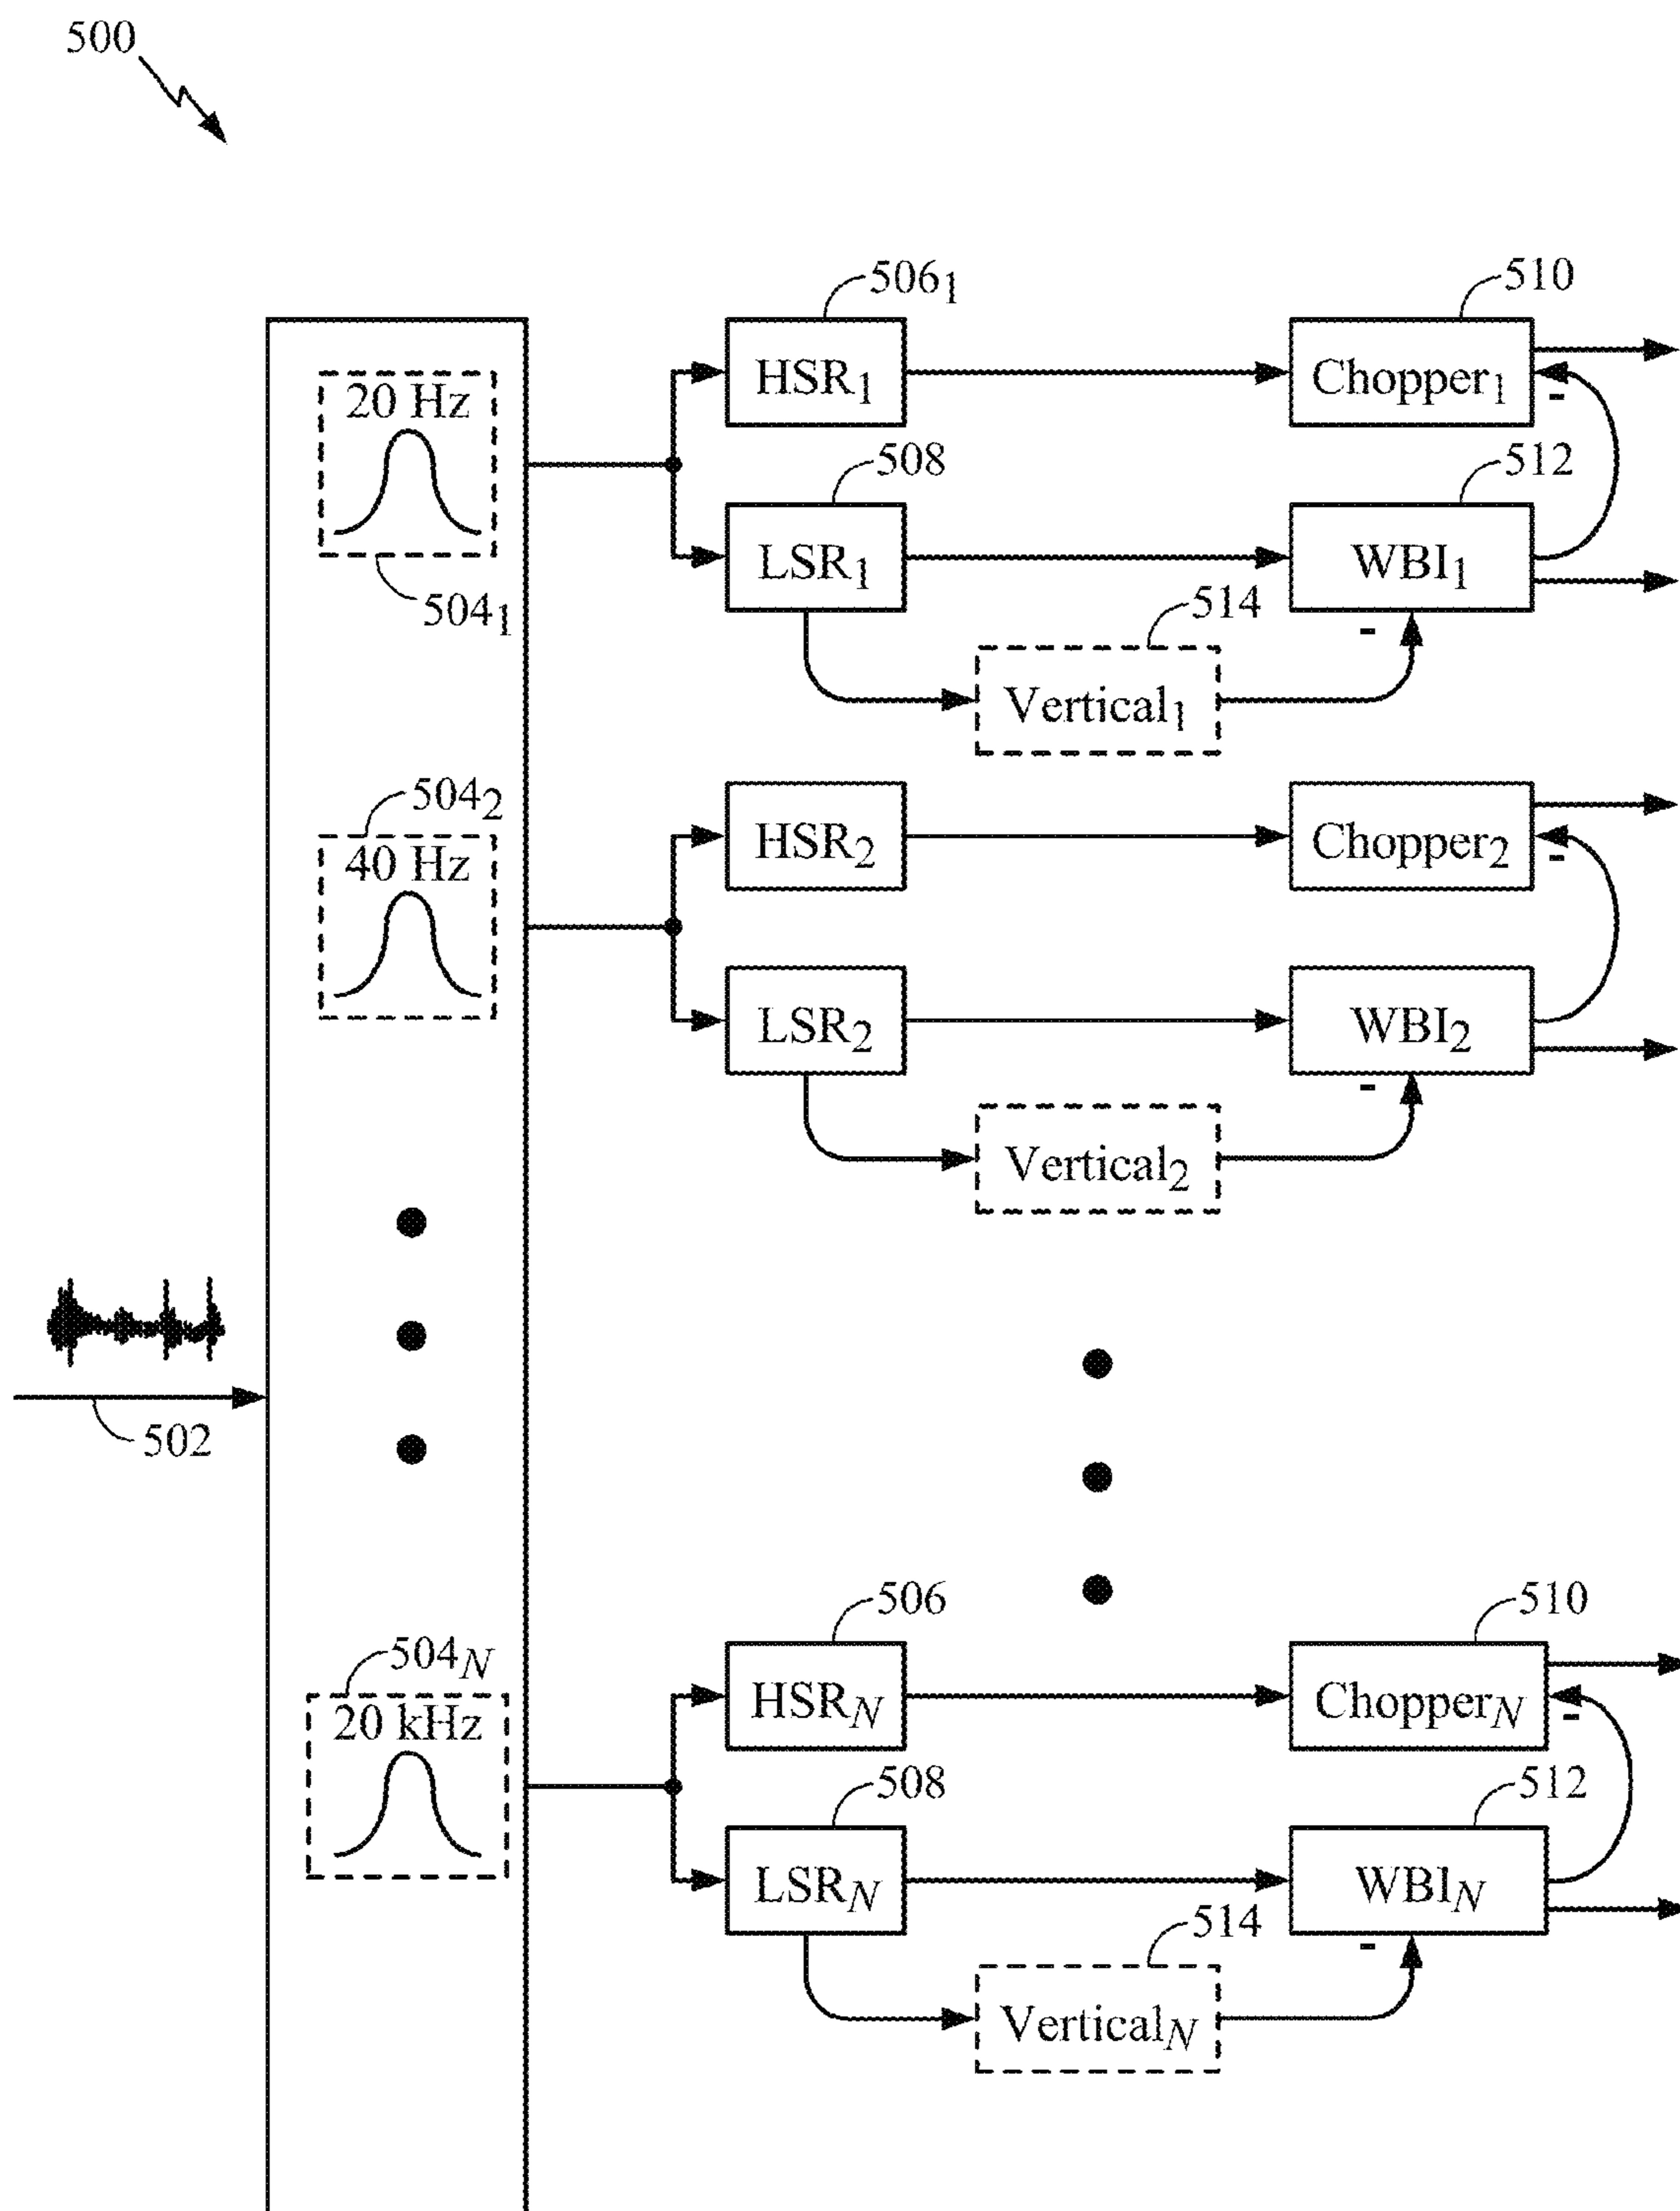 500
506₁
510
20 Hz
HSR₁
Chopper₁
-
508
512
LSR₁
WBI₁
504₁
514
-
Vertical₁
504₂
40 Hz
HSR₂
Chopper₂
-
LSR₂
WBI₂
-
Vertical₂
502
506
510
504N
20 kHz
HSRN
ChopperN
-
508
512
LSRN
WBIN
514
-
VerticalN